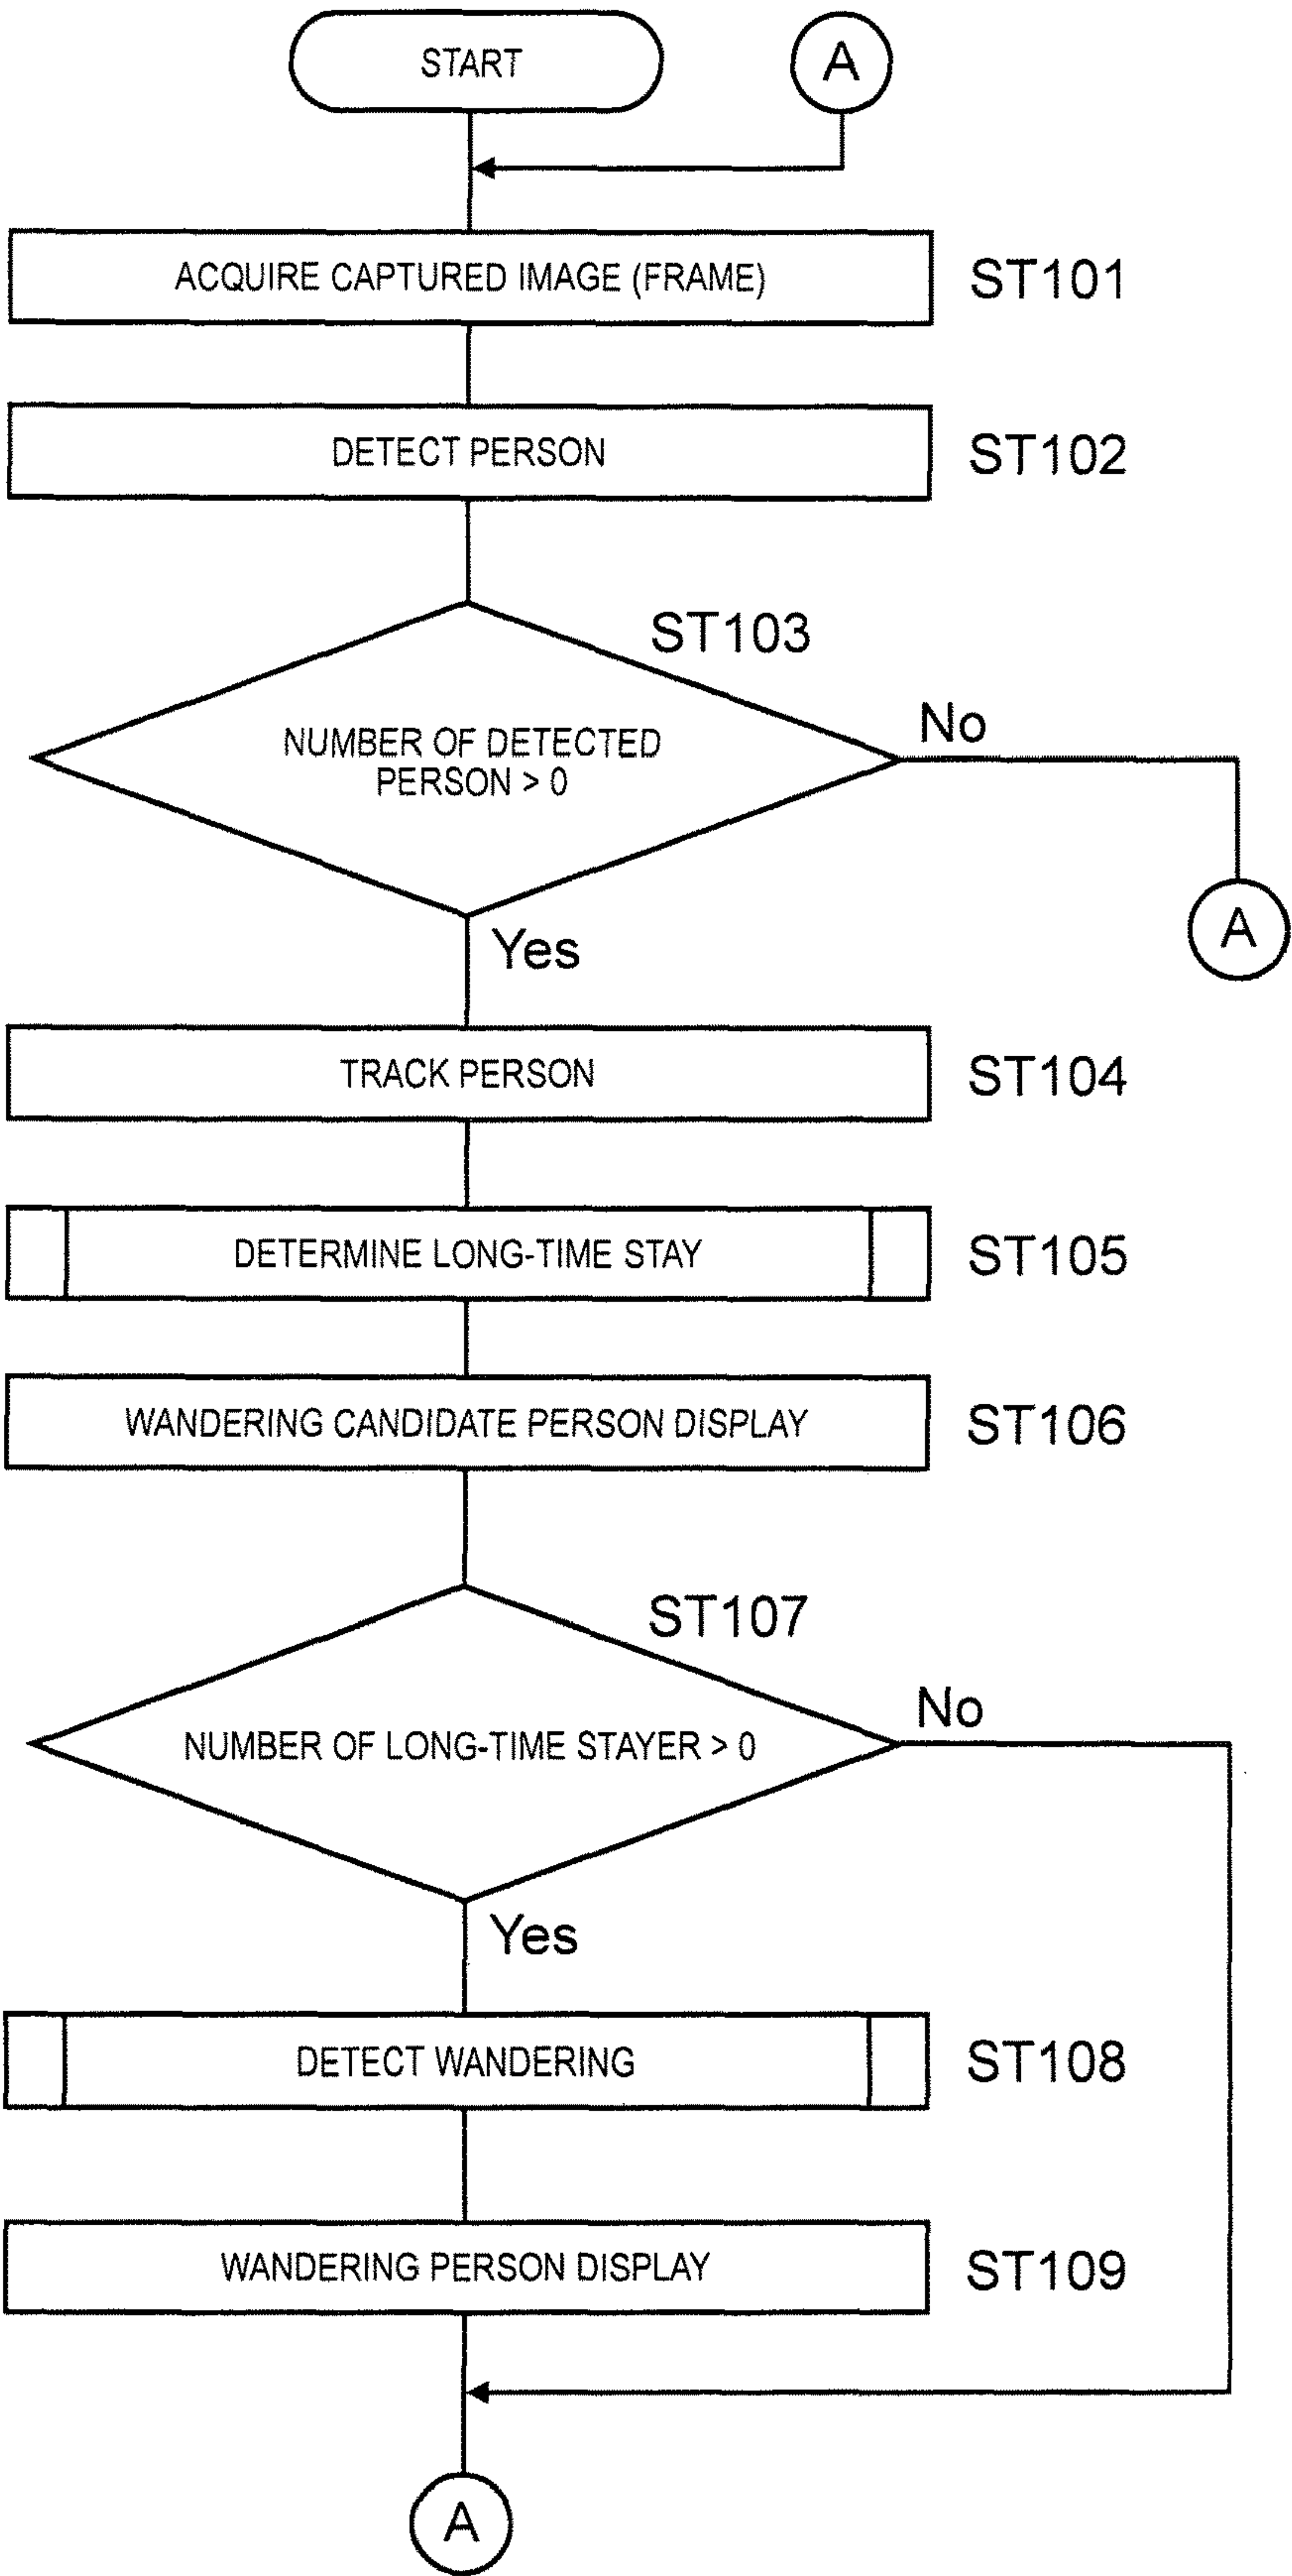 START
A
ACQUIRE CAPTURED IMAGE (FRAME)
ST101
DETECT PERSON
ST102
ST103
NUMBER OF DETECTED
PERSON > 0
No
A
Yes
TRACK PERSON
ST104
DETERMINE LONG-TIME STAY
ST105
WANDERING CANDIDATE PERSON DISPLAY
ST106
ST107
NUMBER OF LONG-TIME STAYER > 0
No
Yes
DETECT WANDERING
ST108
WANDERING PERSON DISPLAY
ST109
A